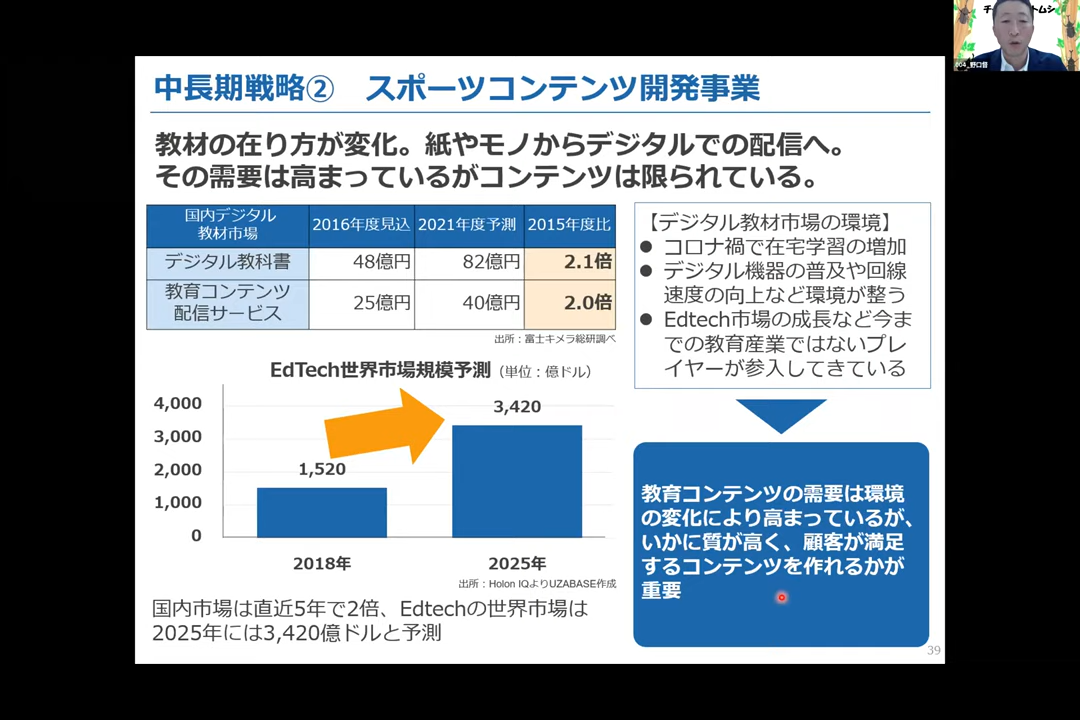 中長期戦略② スポーツコンテンツ開発事業
教材の在り方が変化。紙やモノからデジタルでの配信へ。
その需要は高まっているがコンテンツは限られている。
国内デジタル
教材市場
2016年度見込
2021年度予測
2015年度比
デジタル教科書
48億円
82億円
2.1倍
教育コンテンツ
配信サービス
25億円
40億円
2.0倍
出所：富士キメラ総研調べ
EdTech世界市場規模予測（単位：億ドル）
4,000
3,000
2,000
1,000
0
1,520
3,420
2018年
2025年
出所：Holon IQよりUZABASE作成
国内市場は直近5年で2倍、Edtechの世界市場は
2025年には3,420億ドルと予測
【デジタル教材市場の環境】
● コロナ禍で在宅学習の増加
● デジタル機器の普及や回線
速度の向上など環境が整う
● Edtech市場の成長など今ま
での教育産業ではないプレ
イヤーが参入してきている
教育コンテンツの需要は環境
の変化により高まっているが、
いかに質が高く、顧客が満足
するコンテンツを作れるかが
重要
39